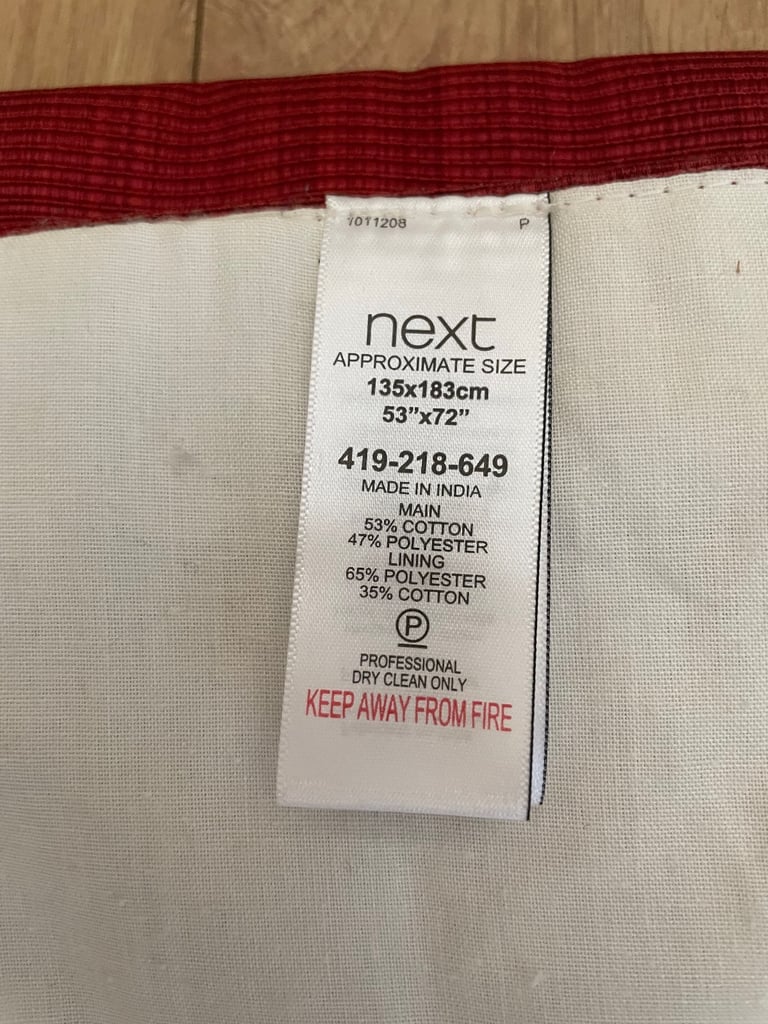 1011208 P
next
APPROXIMATE SIZE
135x183cm
53"x72"
419-218-649
MADE IN INDIA
MAIN
53% COTTON
47% POLYESTER
LINING
65% POLYESTER
35% COTTON
P
PROFESSIONAL
DRY CLEAN ONLY
KEEP AWAY FROM FIRE